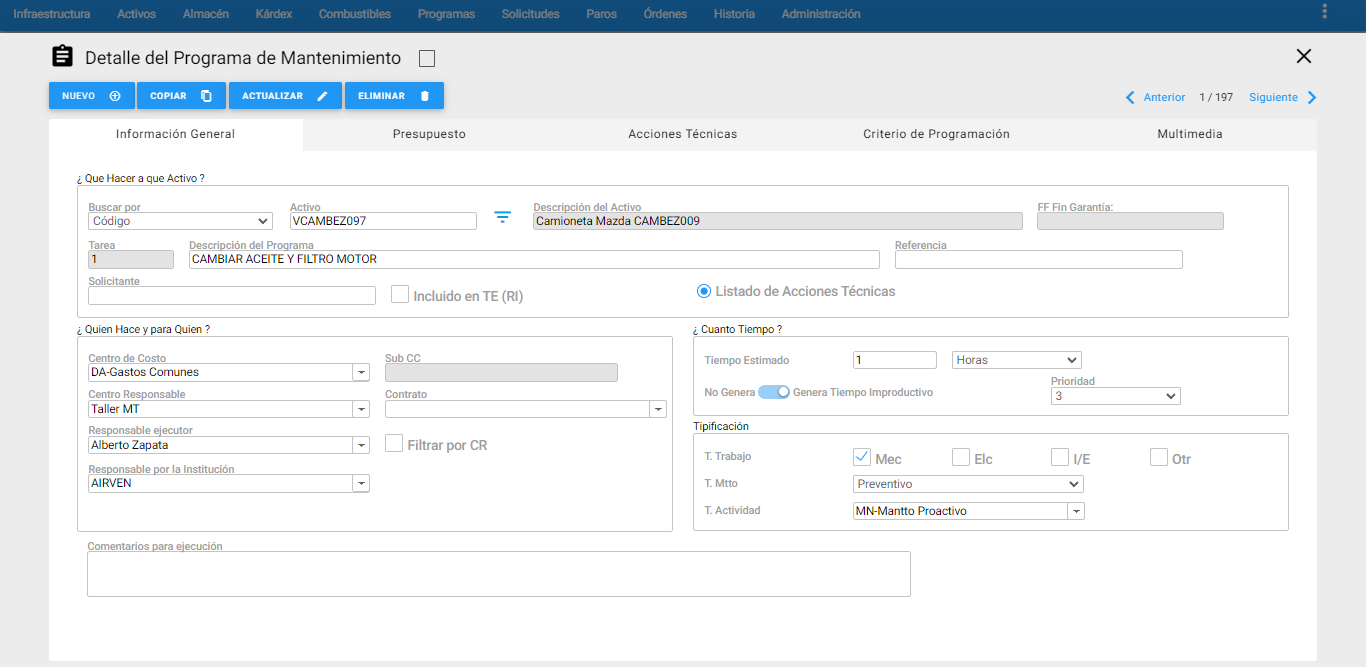 Infraestructura Activos Almacén Kárdex Combustibles Programas Solicitudes Paros Órdenes Historia Administración
Detalle del Programa de Mantenimiento
NUEVO COPIAR ACTUALIZAR ELIMINAR
Anterior 1 / 197 Siguiente
Información General Presupuesto Acciones Técnicas Criterio de Programación Multimedia
¿ Que Hacer a que Activo ?
Buscar por Activo Descripción del Activo FF Fin Garantía:
Código VCAMBEZ097 Camioneta Mazda CAMBEZ009
Tarea Descripción del Programa Referencia
1 CAMBIAR ACEITE Y FILTRO MOTOR
Solicitante
Incluido en TE (RI) Listado de Acciones Técnicas
¿ Quien Hace y para Quien ?
Centro de Costo Sub CC
DA-Gastos Comunes
Centro Responsable Contrato
Taller MT
Responsable ejecutor
Alberto Zapata Filtrar por CR
Responsable por la Institución
AIRVEN
¿ Cuanto Tiempo ?
Tiempo Estimado 1 Horas
No Genera Genera Tiempo Improductivo
Prioridad
3
Tipificación
T. Trabajo Mec Elc I/E Otr
T. Mtto Preventivo
T. Actividad MN-Mantto Proactivo
Comentarios para ejecución